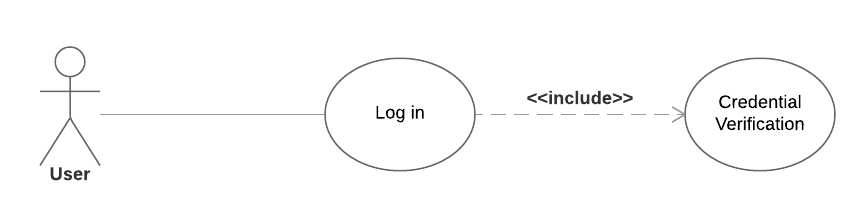 <<include>>
Log in
Credential
Verification
User